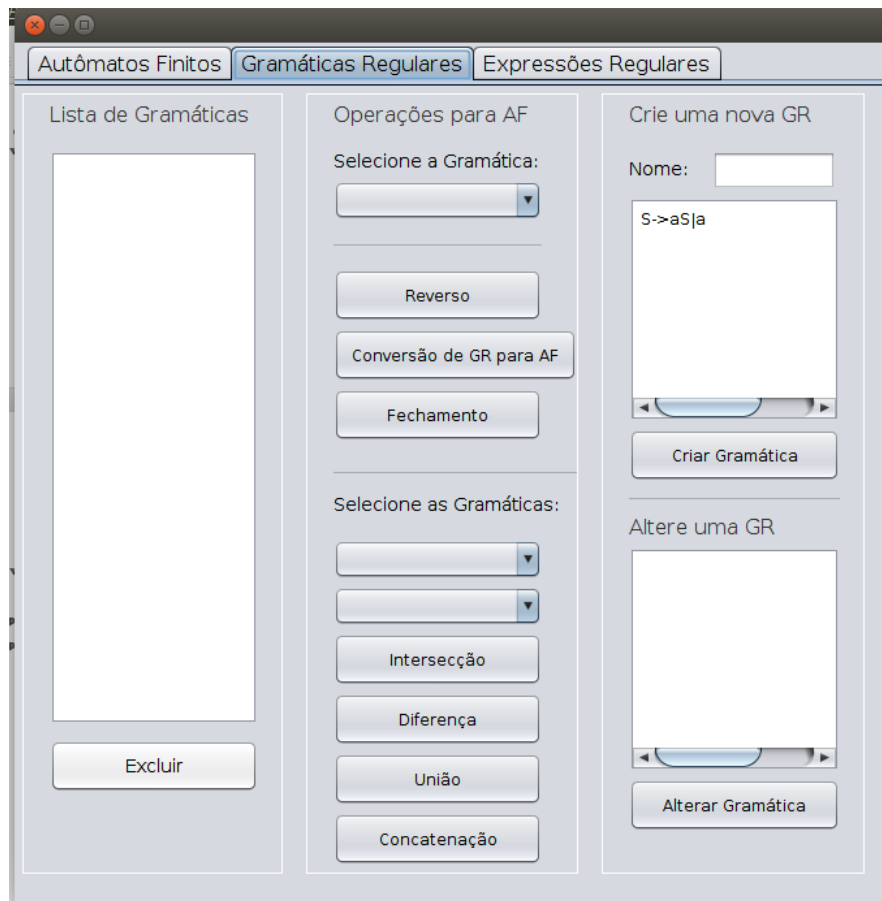 Autômatos Finitos
Gramáticas Regulares
Expressões Regulares
Lista de Gramáticas
Excluir
Operações para AF
Selecione a Gramática:
Reverso
Conversão de GR para AF
Fechamento
Selecione as Gramáticas:
Intersecção
Diferença
União
Concatenação
Crie uma nova GR
Nome:
S->aS|a
Criar Gramática
Altere uma GR
Alterar Gramática